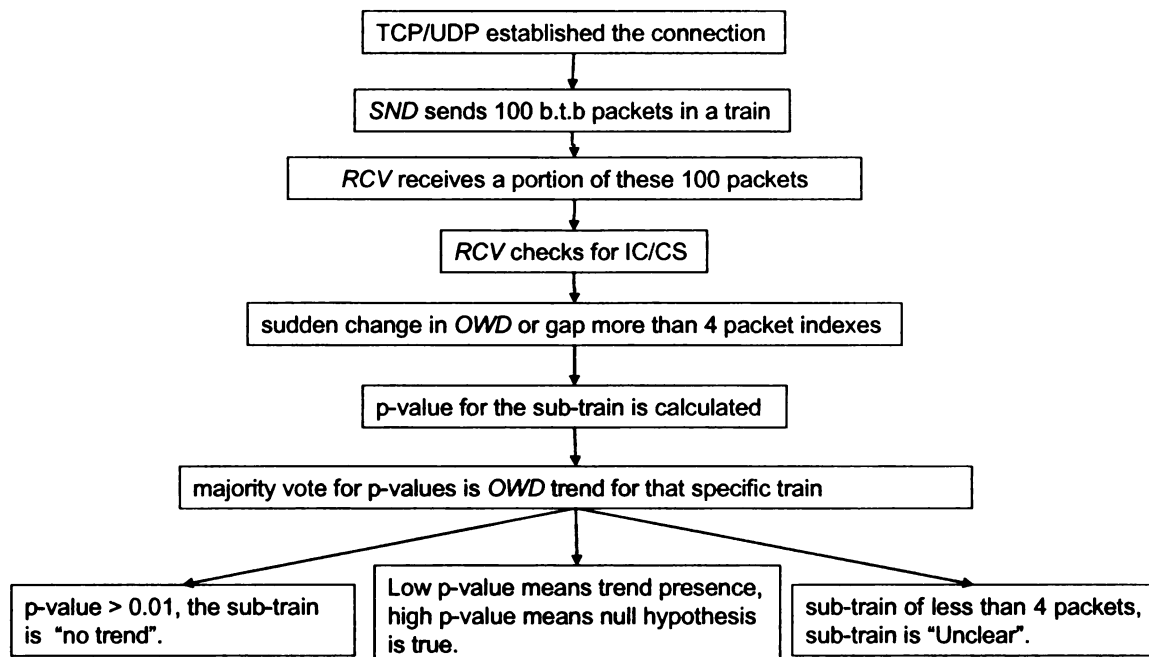 TCP/UDP established the connection
SND sends 100 b.t.b packets in a train
RCV receives a portion of these 100 packets
RCV checks for IC/CS
sudden change in OWD or gap more than 4 packet indexes
p-value for the sub-train is calculated
majority vote for p-values is OWD trend for that specific train
p-value > 0.01, the sub-train
is "no trend".
Low p-value means trend presence,
high p-value means null hypothesis
is true.
sub-train of less than 4 packets,
sub-train is "Unclear".